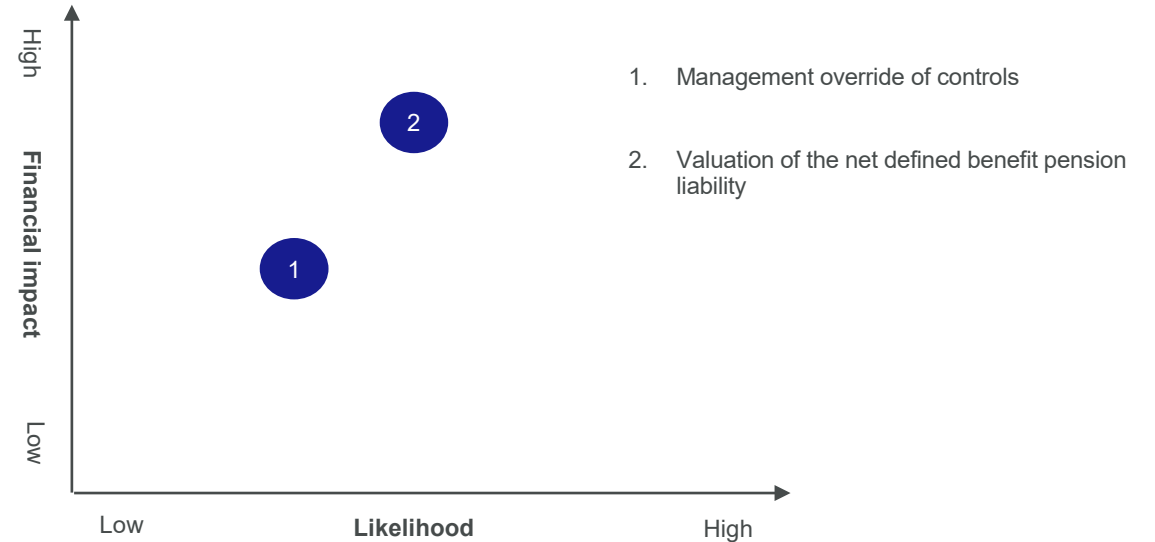 High
Financial impact
Low
2
1
Low
Likelihood
High
1. Management override of controls
2. Valuation of the net defined benefit pension
liability